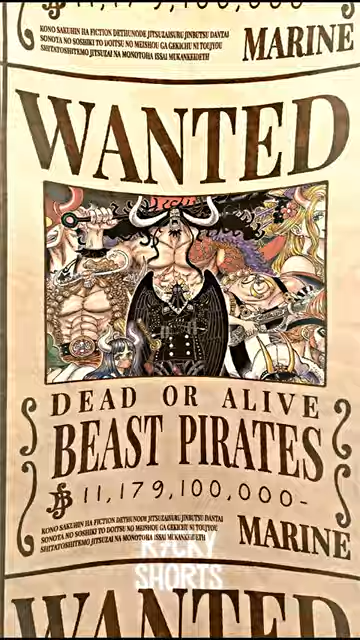 KONO SAKUHIN HA FICTION DETHUNODE JITSUZAISURU JINBUTSU DANTAI
SONOTA NO SOSHIKI TO DOITSU NO MEISHOU GA GEKICHU NI TOUJYOU
SHITATOSHITEMO JITSUZAI NA MONOTOHA ISSAI MUKANKEIDETH
MARINE
WANTED
DEAD OR ALIVE
BEAST PIRATES
11,179,100,000-
KONO SAKUHIN HA FICTION DETHUNODE JITSUZAISURU JINBUTSU DANTAI
SONOTA NO SOSHIKI TO DOITSU NO MEISHOU GA GEKICHU NI TOUJYOU
SHITATOSHITEMO JITSUZAI NA MONOTOHA ISSAI MUKANKEIDETH
MARINE
SHORTS
WANTED